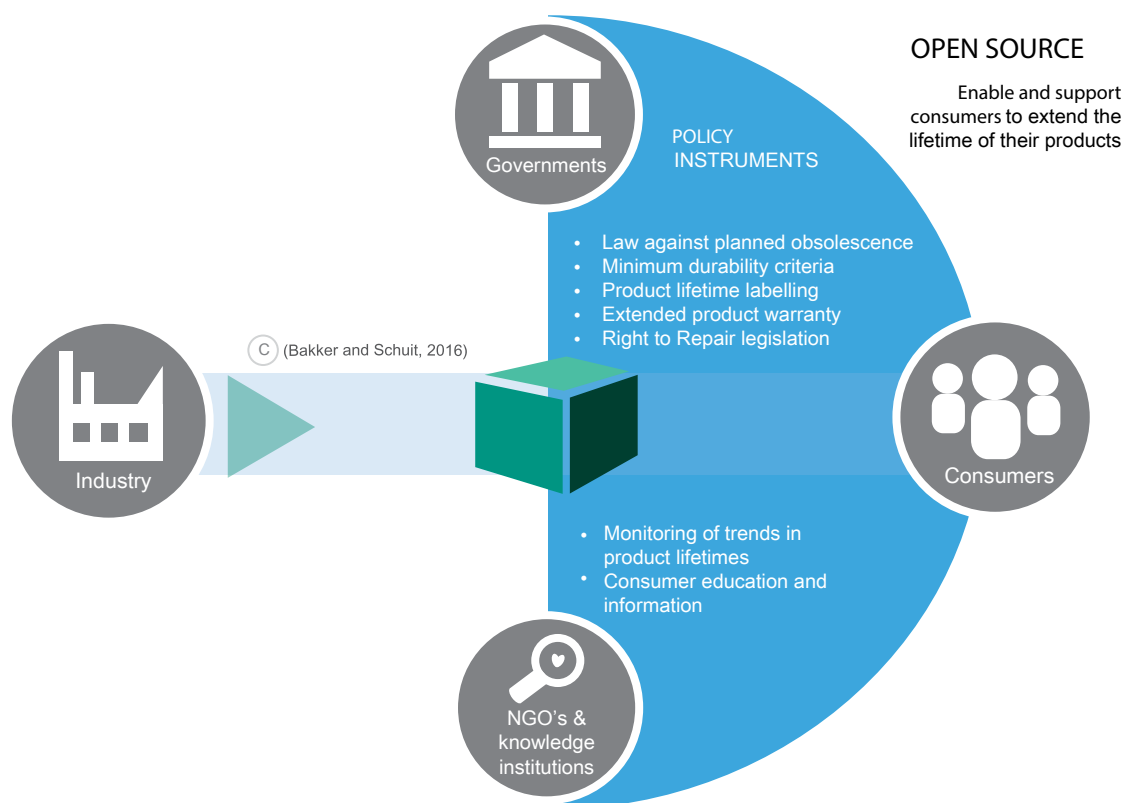 OPEN SOURCE
Enable and support
consumers to extend the
lifetime of their products
Governments
POLICY
INSTRUMENTS
• Law against planned obsolescence
• Minimum durability criteria
• Product lifetime labelling
• Extended product warranty
• Right to Repair legislation
C (Bakker and Schuit, 2016)
Industry
Consumers
• Monitoring of trends in
product lifetimes
• Consumer education and
information
NGO’s &
knowledge
institutions